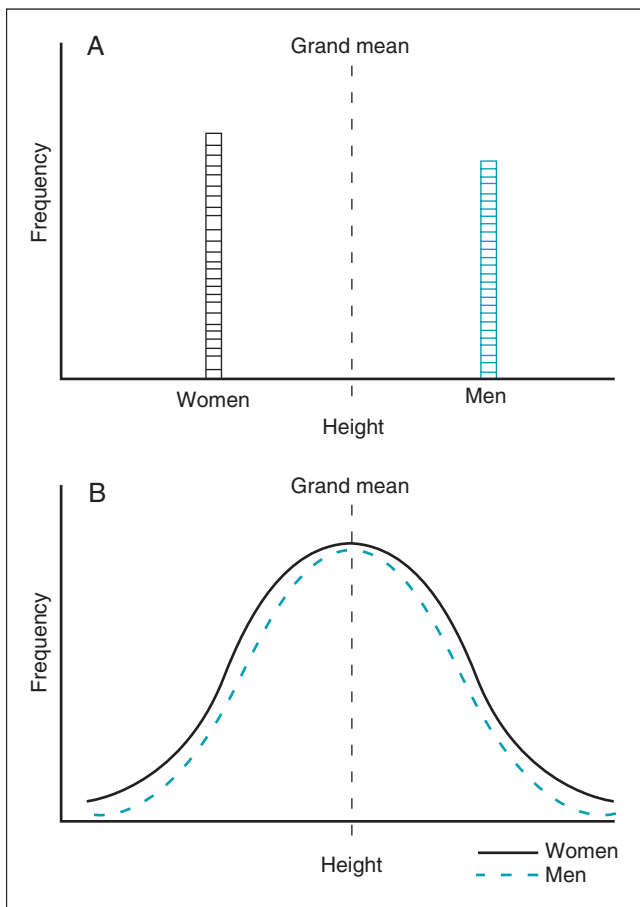 A
Grand mean
Frequency
Women
Men
Height
B
Grand mean
Frequency
Height
Women
Men